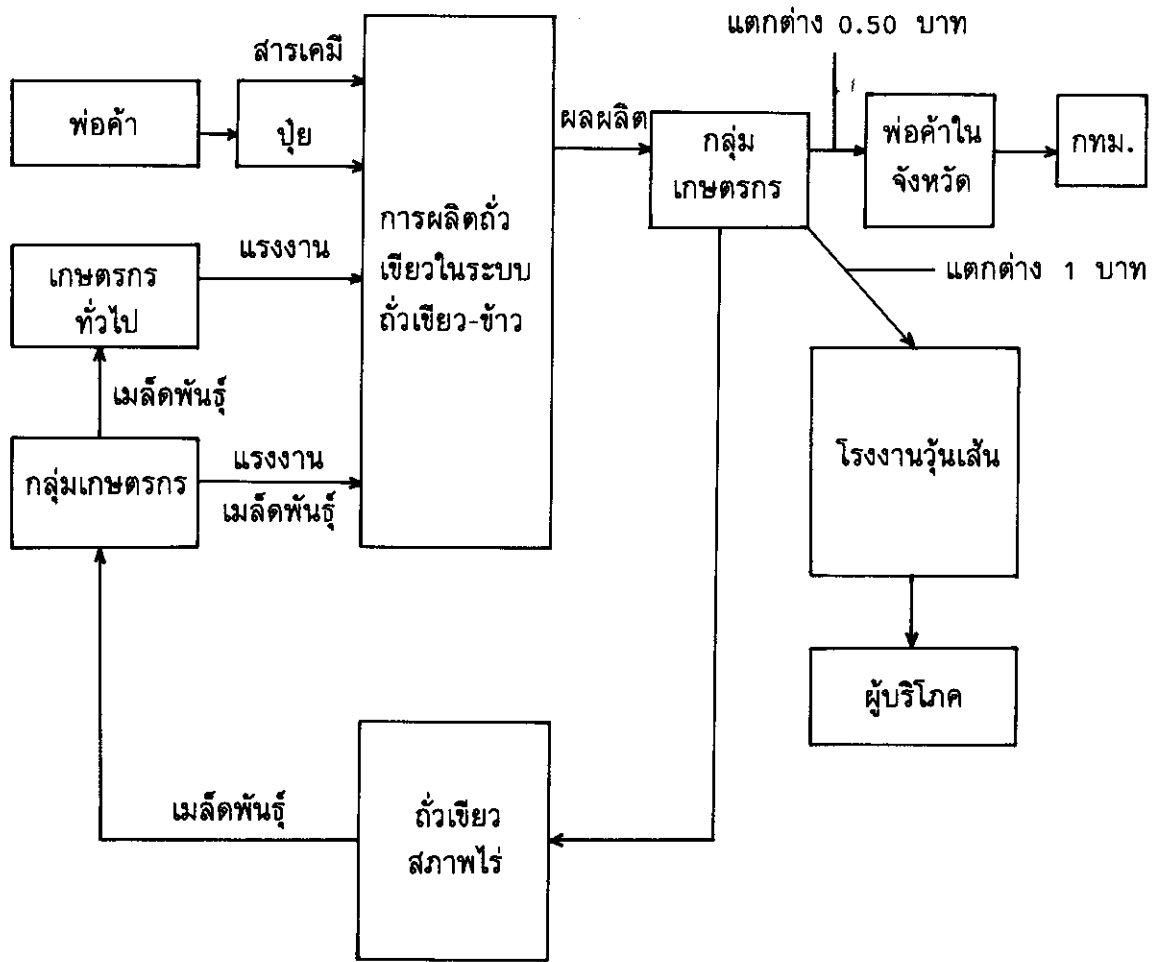 แตกต่าง 0.50 บาท
สารเคมี
พ่อค้า
ปุ๋ย
ผลผลิต
กลุ่ม
เกษตรกร
พ่อค้าใน
จังหวัด
กทม.
การผลิตถั่ว
เขียวในระบบ
ถั่วเขียว-ข้าว
แรงงาน
เกษตรกร
ทั่วไป
แตกต่าง 1 บาท
เมล็ดพันธุ์
กลุ่มเกษตรกร
แรงงาน
เมล็ดพันธุ์
โรงงานวุ้นเส้น
ผู้บริโภค
เมล็ดพันธุ์
ถั่วเขียว
สภาพไร่